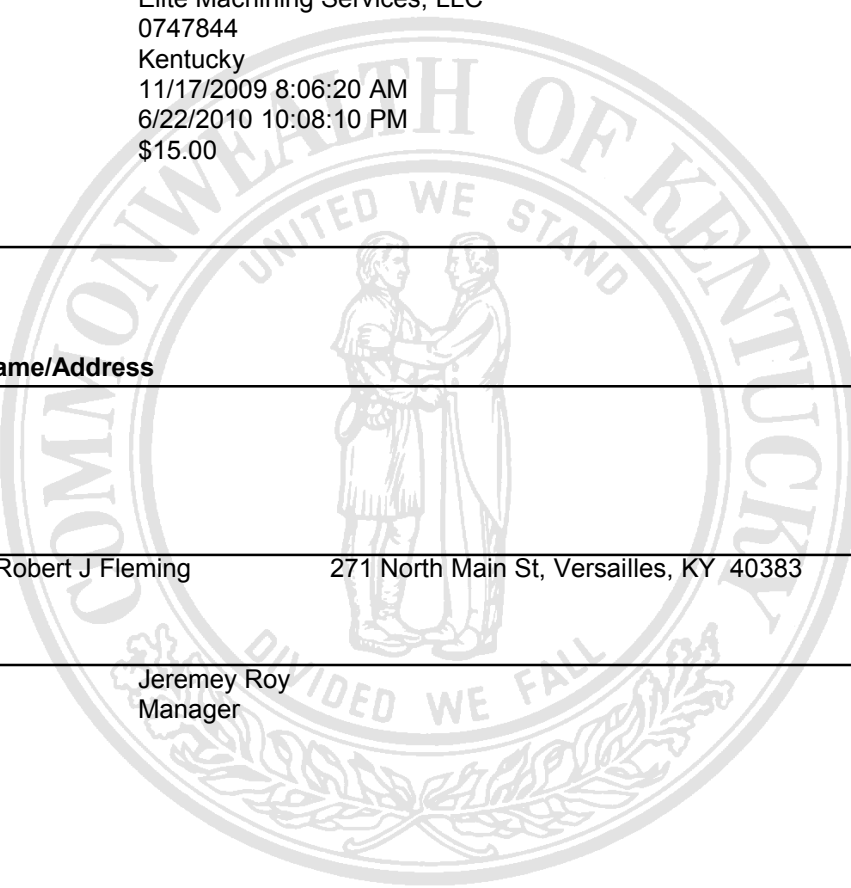 Elite Machining Services, LLC
0747844
Kentucky
11/17/2009 8:06:20 AM
6/22/2010 10:08:10 PM
$15.00
COMMONWEALTH OF KENTUCKY
UNITED WE STAND
ame/Address
Robert J Fleming 271 North Main St, Versailles, KY 40383
Jeremey Roy
Manager
DIVIDED WE FALL